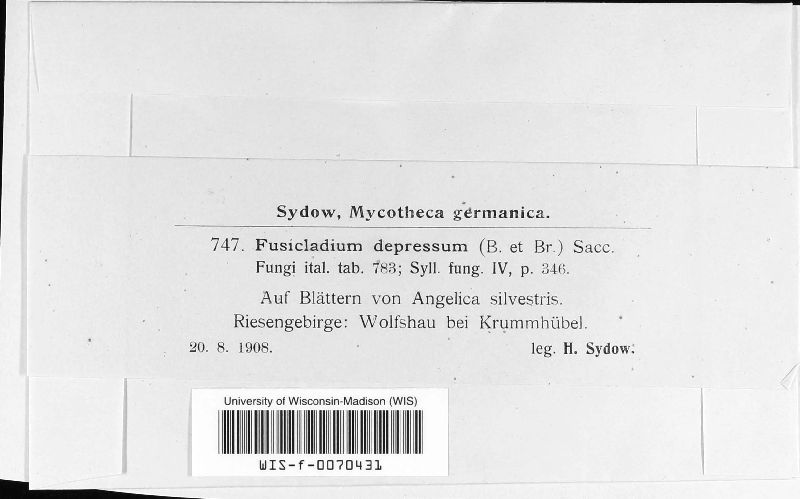 Sydow, Mycotheca germanica.
747. Fusicladium depressum (B. et Br.) Sacc.
Fungi ital. tab. 783; Syll. fung. IV, p. 346.
Auf Blättern von Angelica silvestris.
Riesengebirge: Wolfshau bei Krummhübel.
20. 8. 1908. leg. H. Sydow.
University of Wisconsin-Madison (WIS)
WIS-f-0070431